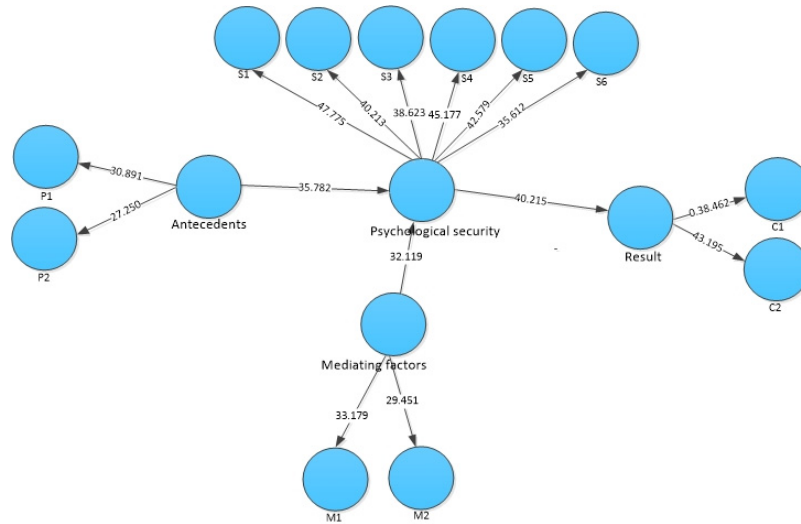 S1
S2
S3
S4
S5
S6
47.775
40.213
38.623
45.177
42.579
35.612
P1
30.891
27.250
P2
Antecedents
35.782
Psychological security
40.215
Result
0.38.462
C1
43.195
C2
32.119
Mediating factors
33.179
29.451
M1
M2